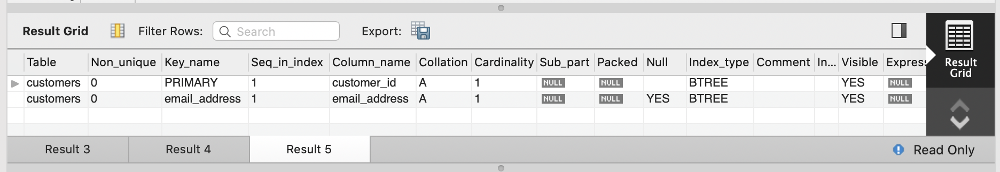 Result Grid Filter Rows: Search Export:
Result Grid
Table Non_unique Key_name Seq_in_index Column_name Collation Cardinality Sub_part Packed Null Index_type Comment In... Visible Express
customers 0 PRIMARY 1 customer_id A 1 NULL NULL BTREE YES NULL
customers 0 email_address 1 email_address A 1 NULL NULL YES BTREE YES NULL
Result 3 Result 4 Result 5 Read Only